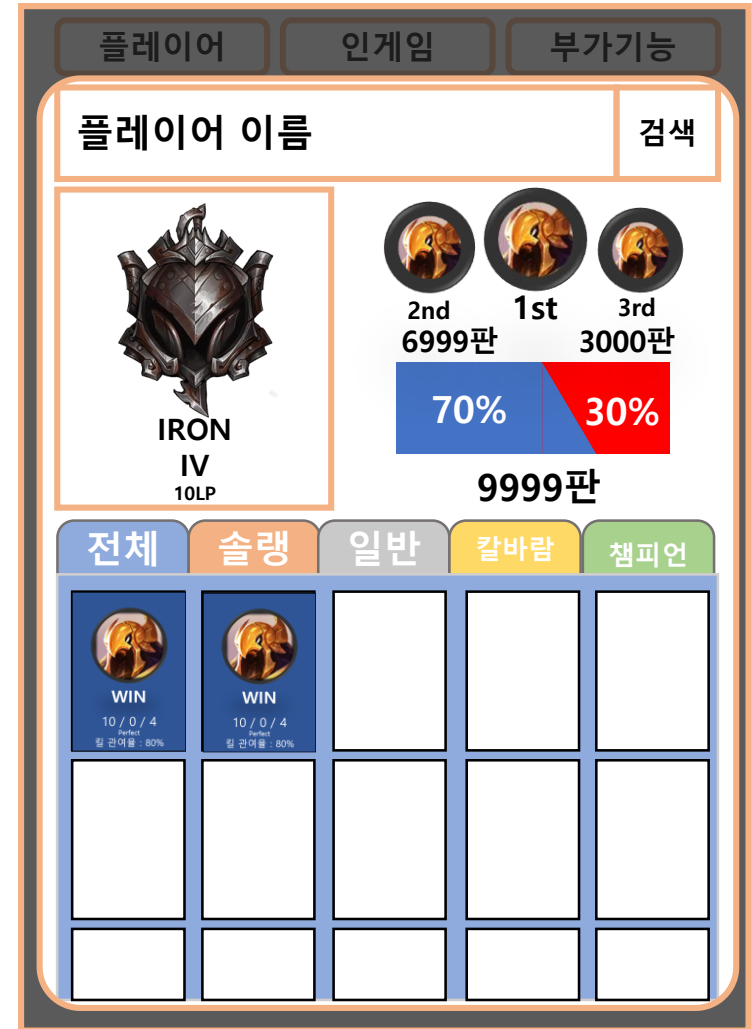 플레이어 인게임 부가기능
플레이어 이름 검색
IRON
IV
10LP
2nd 1st 3rd
6999판 3000판
70% 30%
9999판
전체 솔랭 일반 칼바람 챔피언
WIN WIN
10 / 0 / 4 10 / 0 / 4
Perfect Perfect
킬 관여율 : 80% 킬 관여율 : 80%